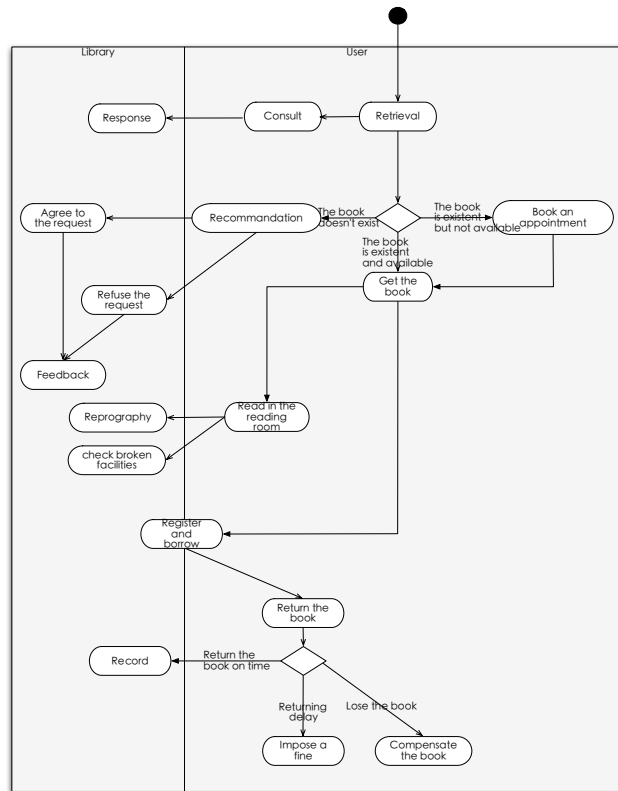 Library
User
Response
Consult
Retrieval
Agree to
the request
Recommandation
The book
doesn't exist
The book
is existent
but not available
Book an
appointment
The book
is existent
and available
Refuse the
request
Get the
book
Feedback
Reprography
Read in the
reading
room
check broken
facilities
Register
and
borrow
Return the
book
Record
Return the
book on time
Returning
delay
Lose the book
Impose a
fine
Compensate
the book